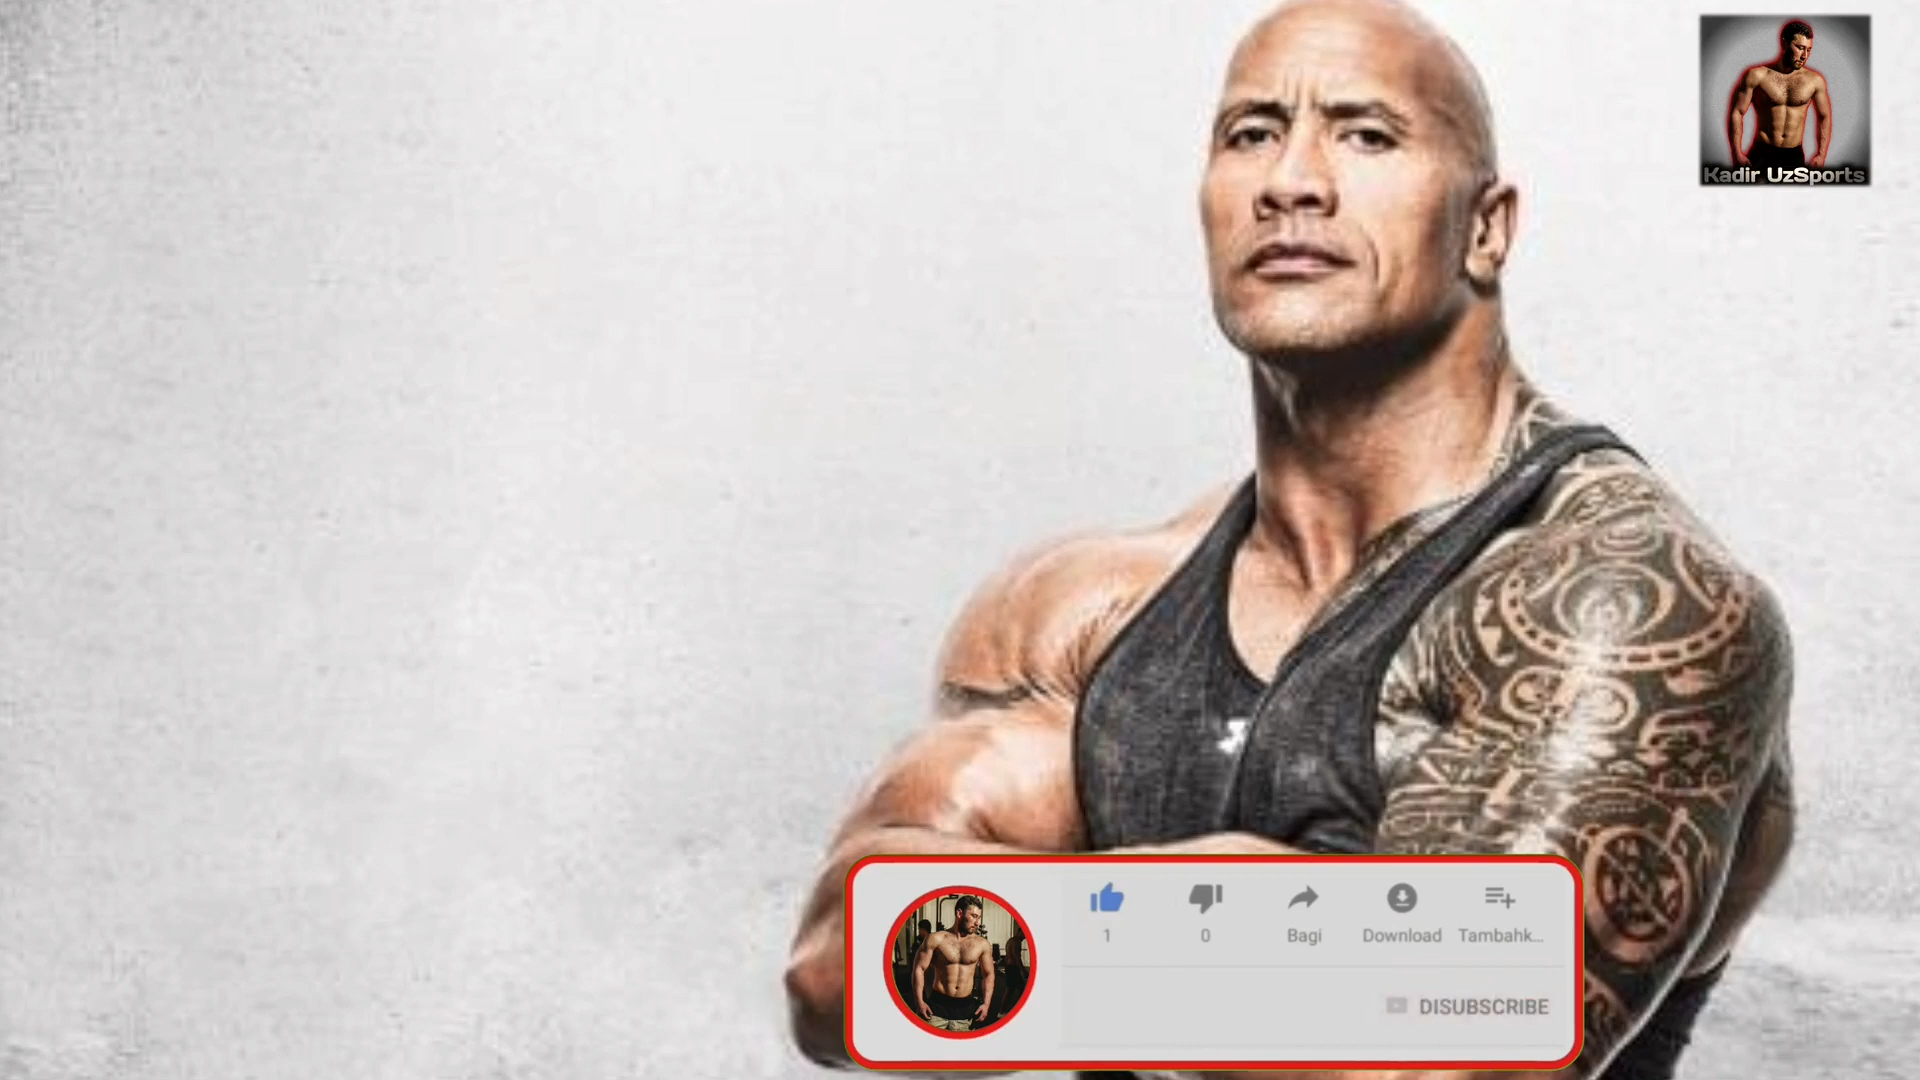 Kadir UzSports
1
0
Bagi
Download
Tambahk...
DISUBSCRIBE